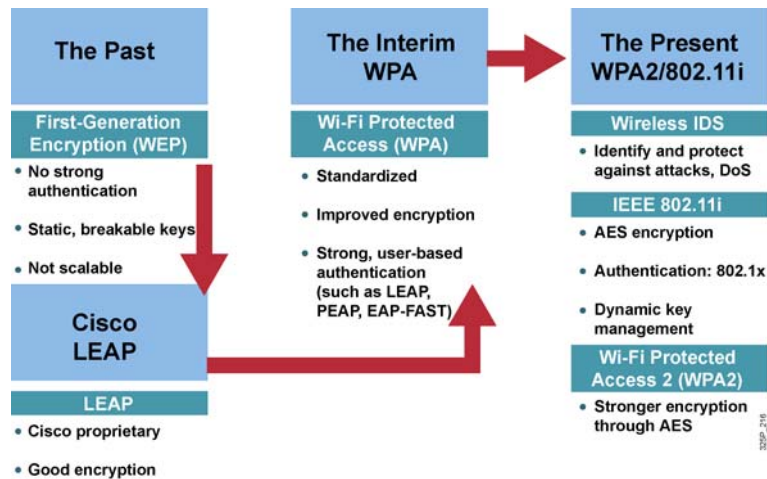 The Past
First-Generation
Encryption (WEP)
• No strong
authentication
• Static, breakable keys
• Not scalable
Cisco
LEAP
LEAP
• Cisco proprietary
• Good encryption
The Interim
WPA
Wi-Fi Protected
Access (WPA)
• Standardized
• Improved encryption
• Strong, user-based
authentication
(such as LEAP,
PEAP, EAP-FAST)
The Present
WPA2/802.11i
Wireless IDS
• Identify and protect
against attacks, DoS
IEEE 802.11i
• AES encryption
• Authentication: 802.1x
• Dynamic key
management
Wi-Fi Protected
Access 2 (WPA2)
• Stronger encryption
through AES
325P_216